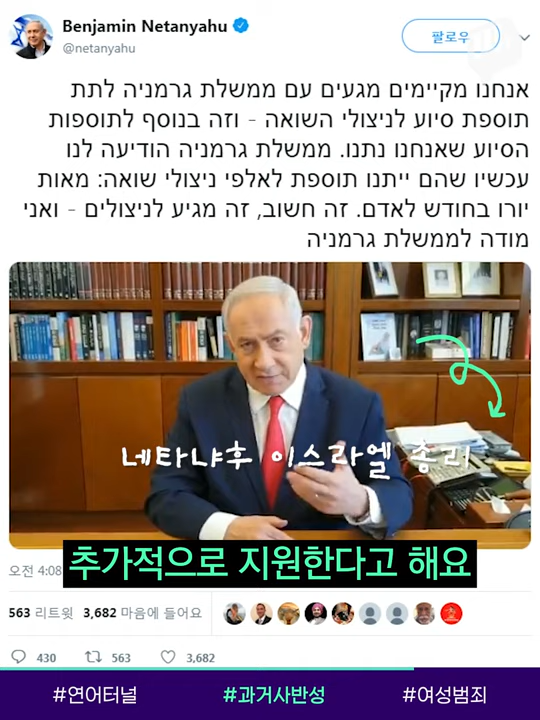 Benjamin Netanyahu
@netanyahu
팔로우
אנחנו מקיימים מגעים עם ממשלת גרמניה לתת
תוספת סיוע לניצולי השואה - וזה בנוסף לתוספות
הסיוע שאנחנו נתנו. ממשלת גרמניה הודיעה לנו
עכשיו שהם ייתנו תוספת לאלפי ניצולי שואה: מאות
יורו בחודש לאדם. זה חשוב, זה מגיע לניצולים - ואני
מודה לממשלת גרמניה
네타냐후 이스라엘 총리
추가적으로 지원한다고 해요
오전 4:08
563 리트윗 3,682 마음에 들어요
430 563 3,682
#연어터널 #과거사반성 #여성범죄